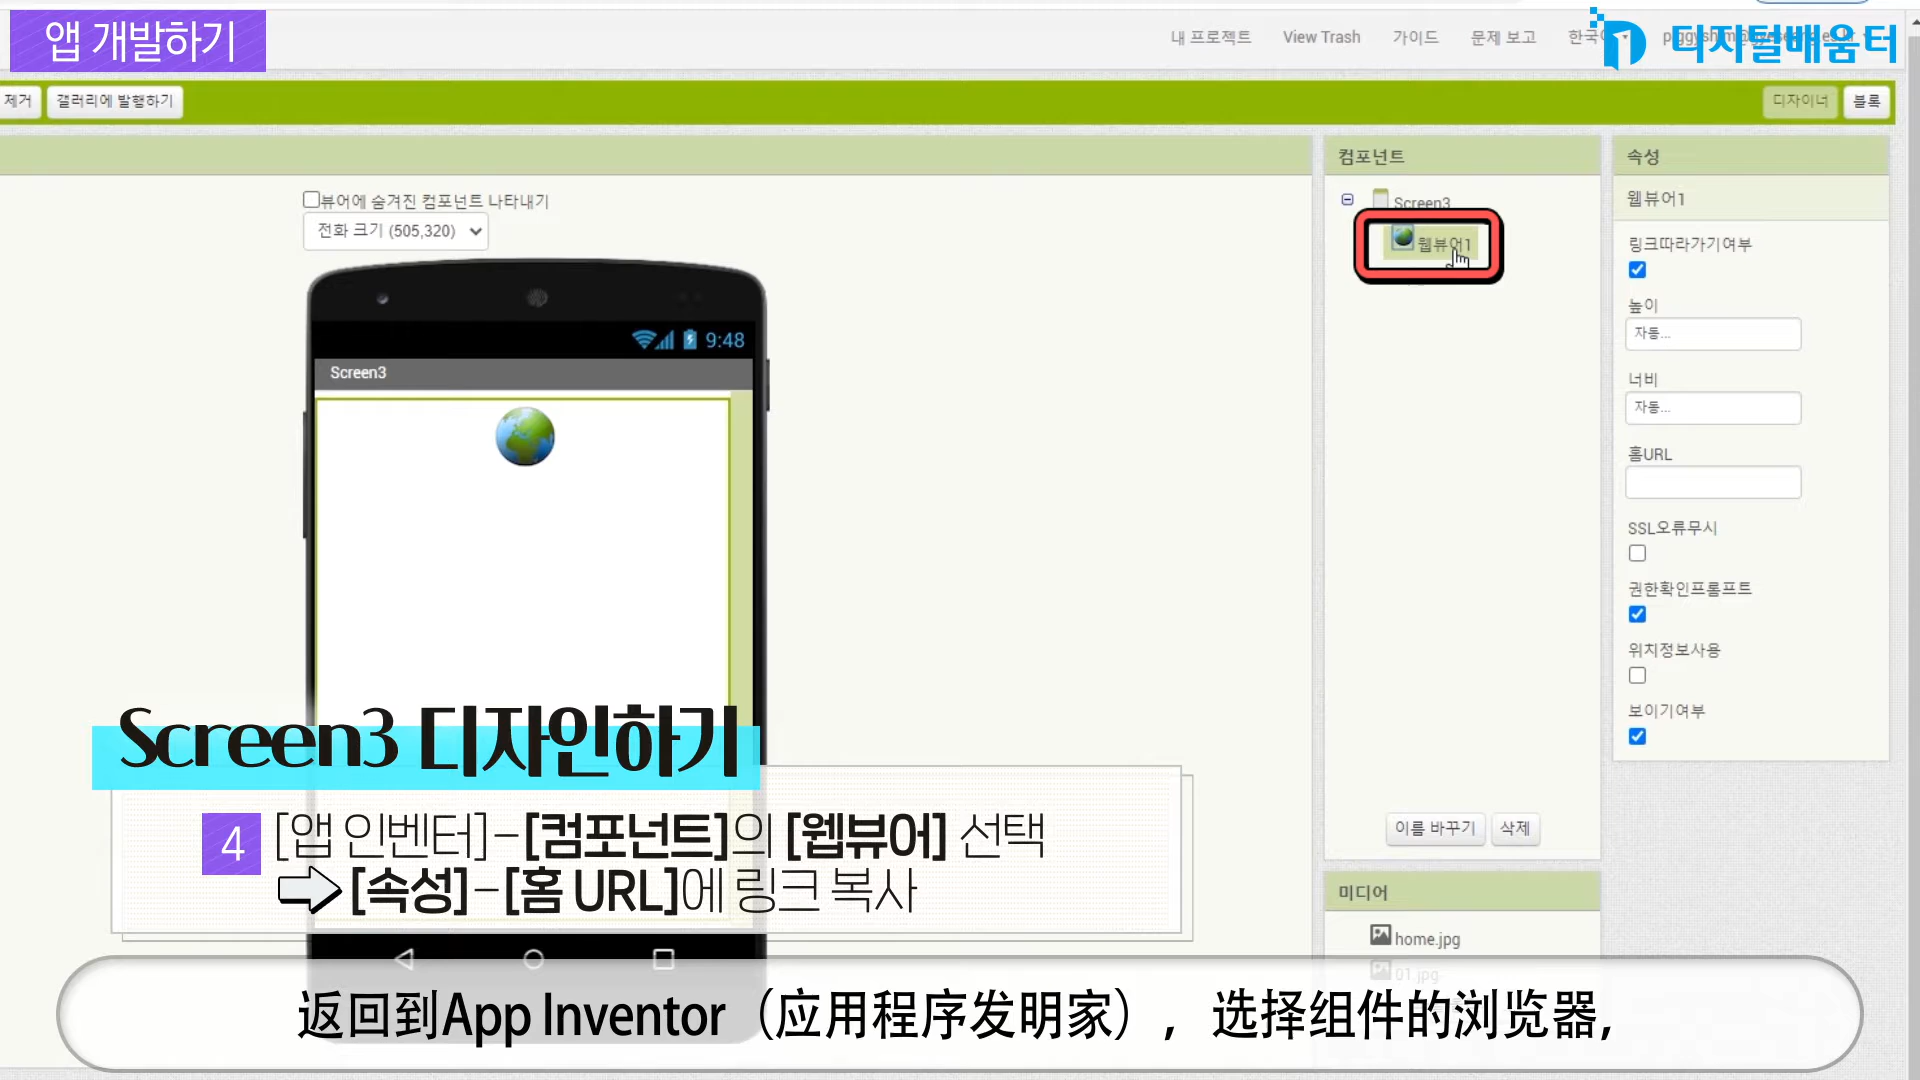 앱 개발하기
내 프로젝트
View Trash
가이드
문제 보고
디지털배움터
제거
갤러리에 발행하기
디자이너
블록
컴포넌트
속성
뷰어에 숨겨진 컴포넌트 나타내기
전화 크기 (505,320)
Screen3
웹뷰어1
웹뷰어1
링크따라가기여부
높이
자동...
너비
자동...
홈URL
SSL오류무시
권한확인프롬프트
위치정보사용
보이기여부
9:48
Screen3
Screen3 디자인하기
4 [앱 인벤터]-[컴포넌트]의 [웹뷰어] 선택
[속성]-[홈 URL]에 링크 복사
이름 바꾸기
삭제
미디어
home.jpg
01.jpg
返回到App Inventor（应用程序发明家），选择组件的浏览器,